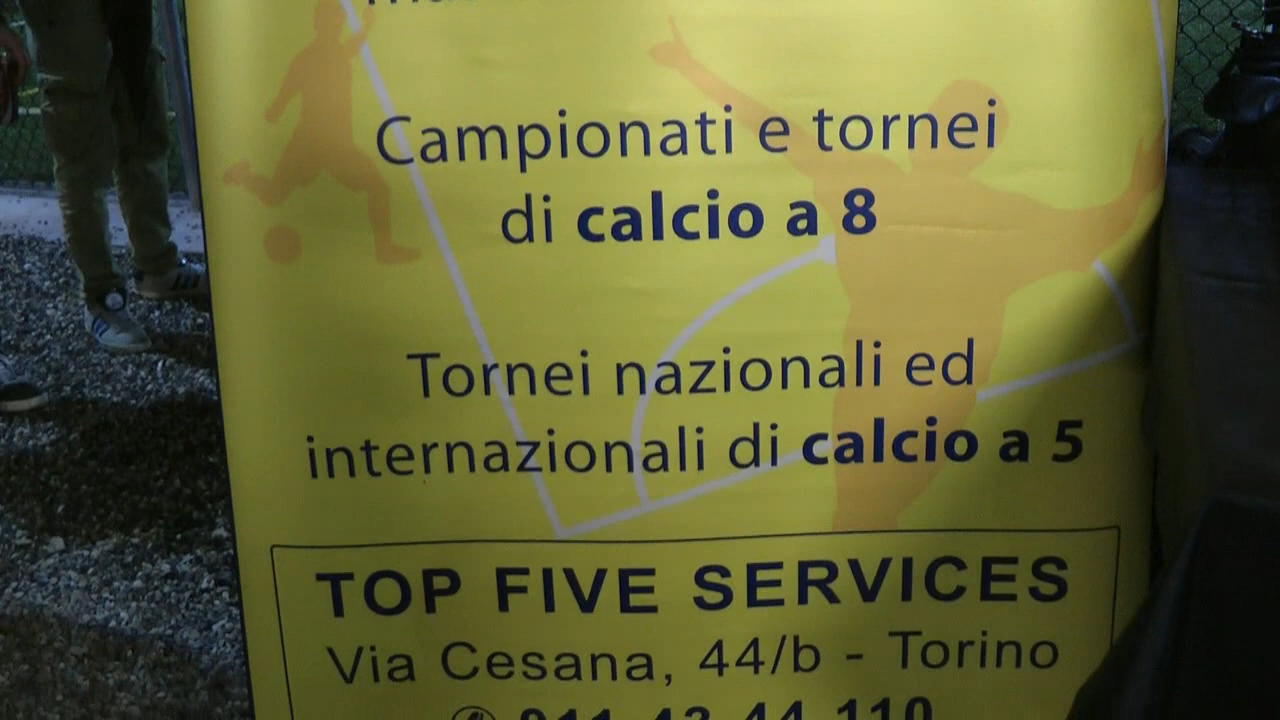 Campionati e tornei
di calcio a 8
Tornei nazionali ed
internazionali di calcio a 5
TOP FIVE SERVICES
Via Cesana, 44/b - Torino
011 43 44 110